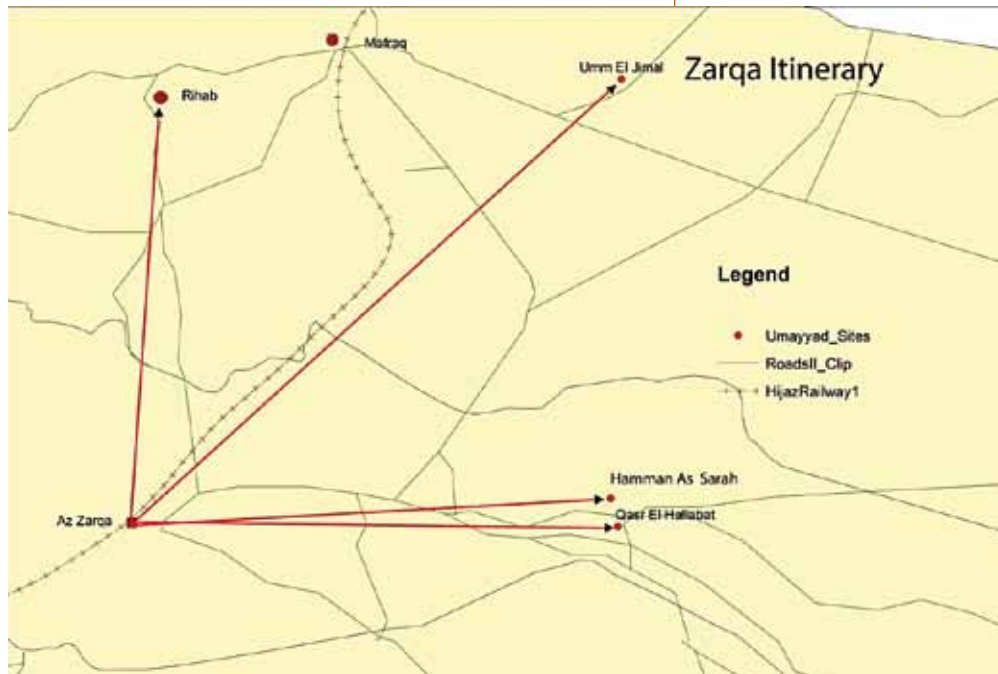 Mafraq
Umm El Jimal
Zarqa Itinerary
Rihab
Legend
Umayyad_Sites
RoadsII_Clip
HijazRailway1
Hamman As Sarah
Az Zarqa
Qasr El-Hallabat